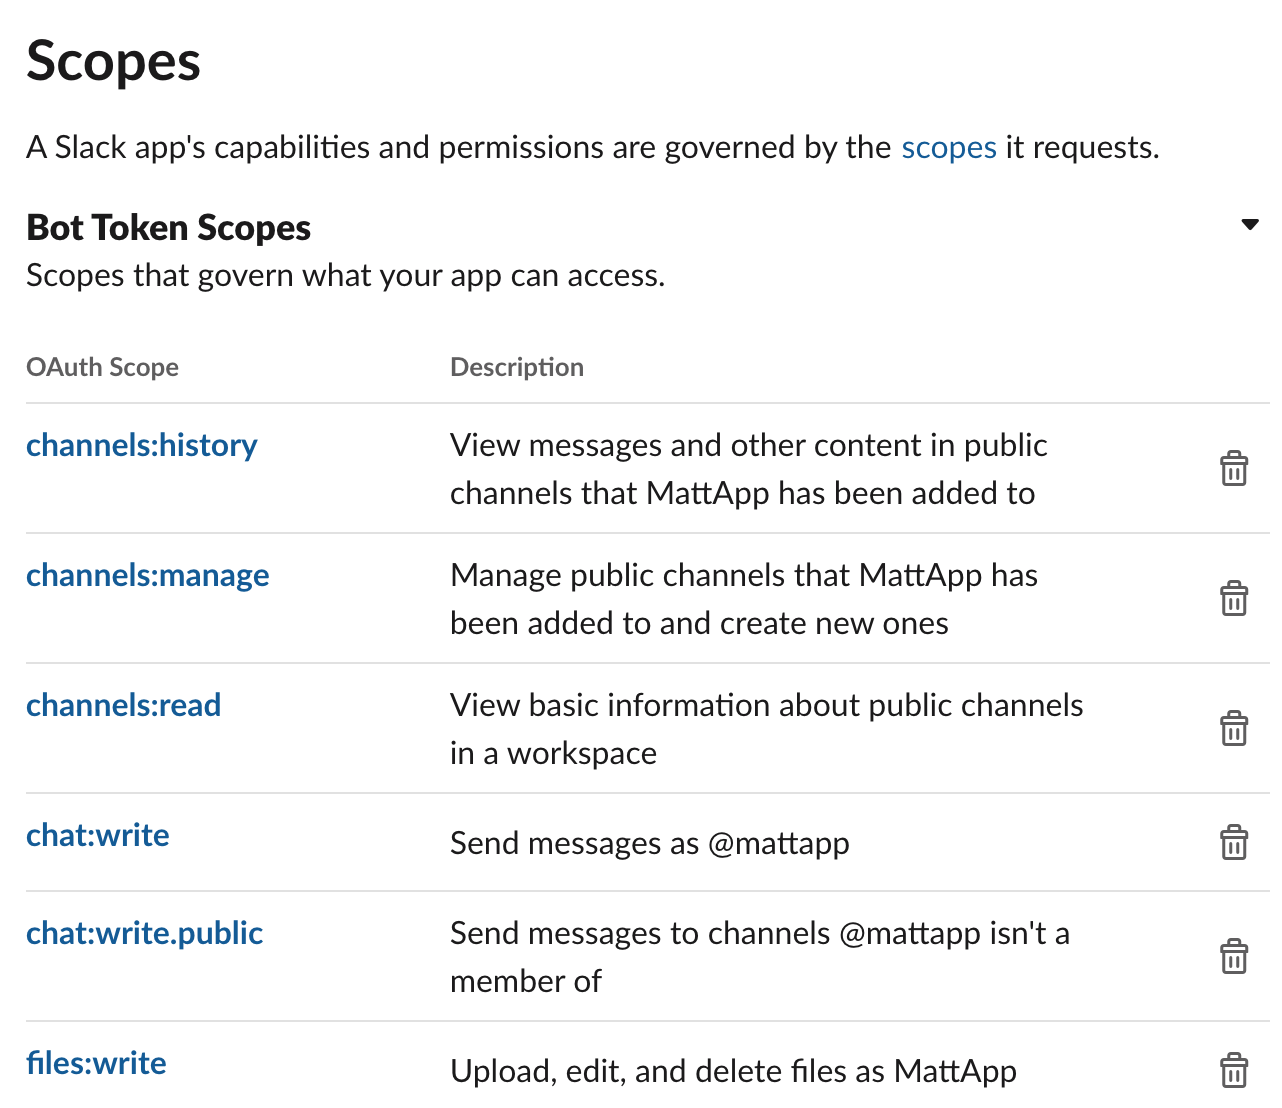 Scopes
A Slack app's capabilities and permissions are governed by the scopes it requests.
Bot Token Scopes
Scopes that govern what your app can access.
OAuth Scope Description
channels:history View messages and other content in public
channels that MattApp has been added to
channels:manage Manage public channels that MattApp has
been added to and create new ones
channels:read View basic information about public channels
in a workspace
chat:write Send messages as @mattapp
chat:write.public Send messages to channels @mattapp isn't a
member of
files:write Upload, edit, and delete files as MattApp